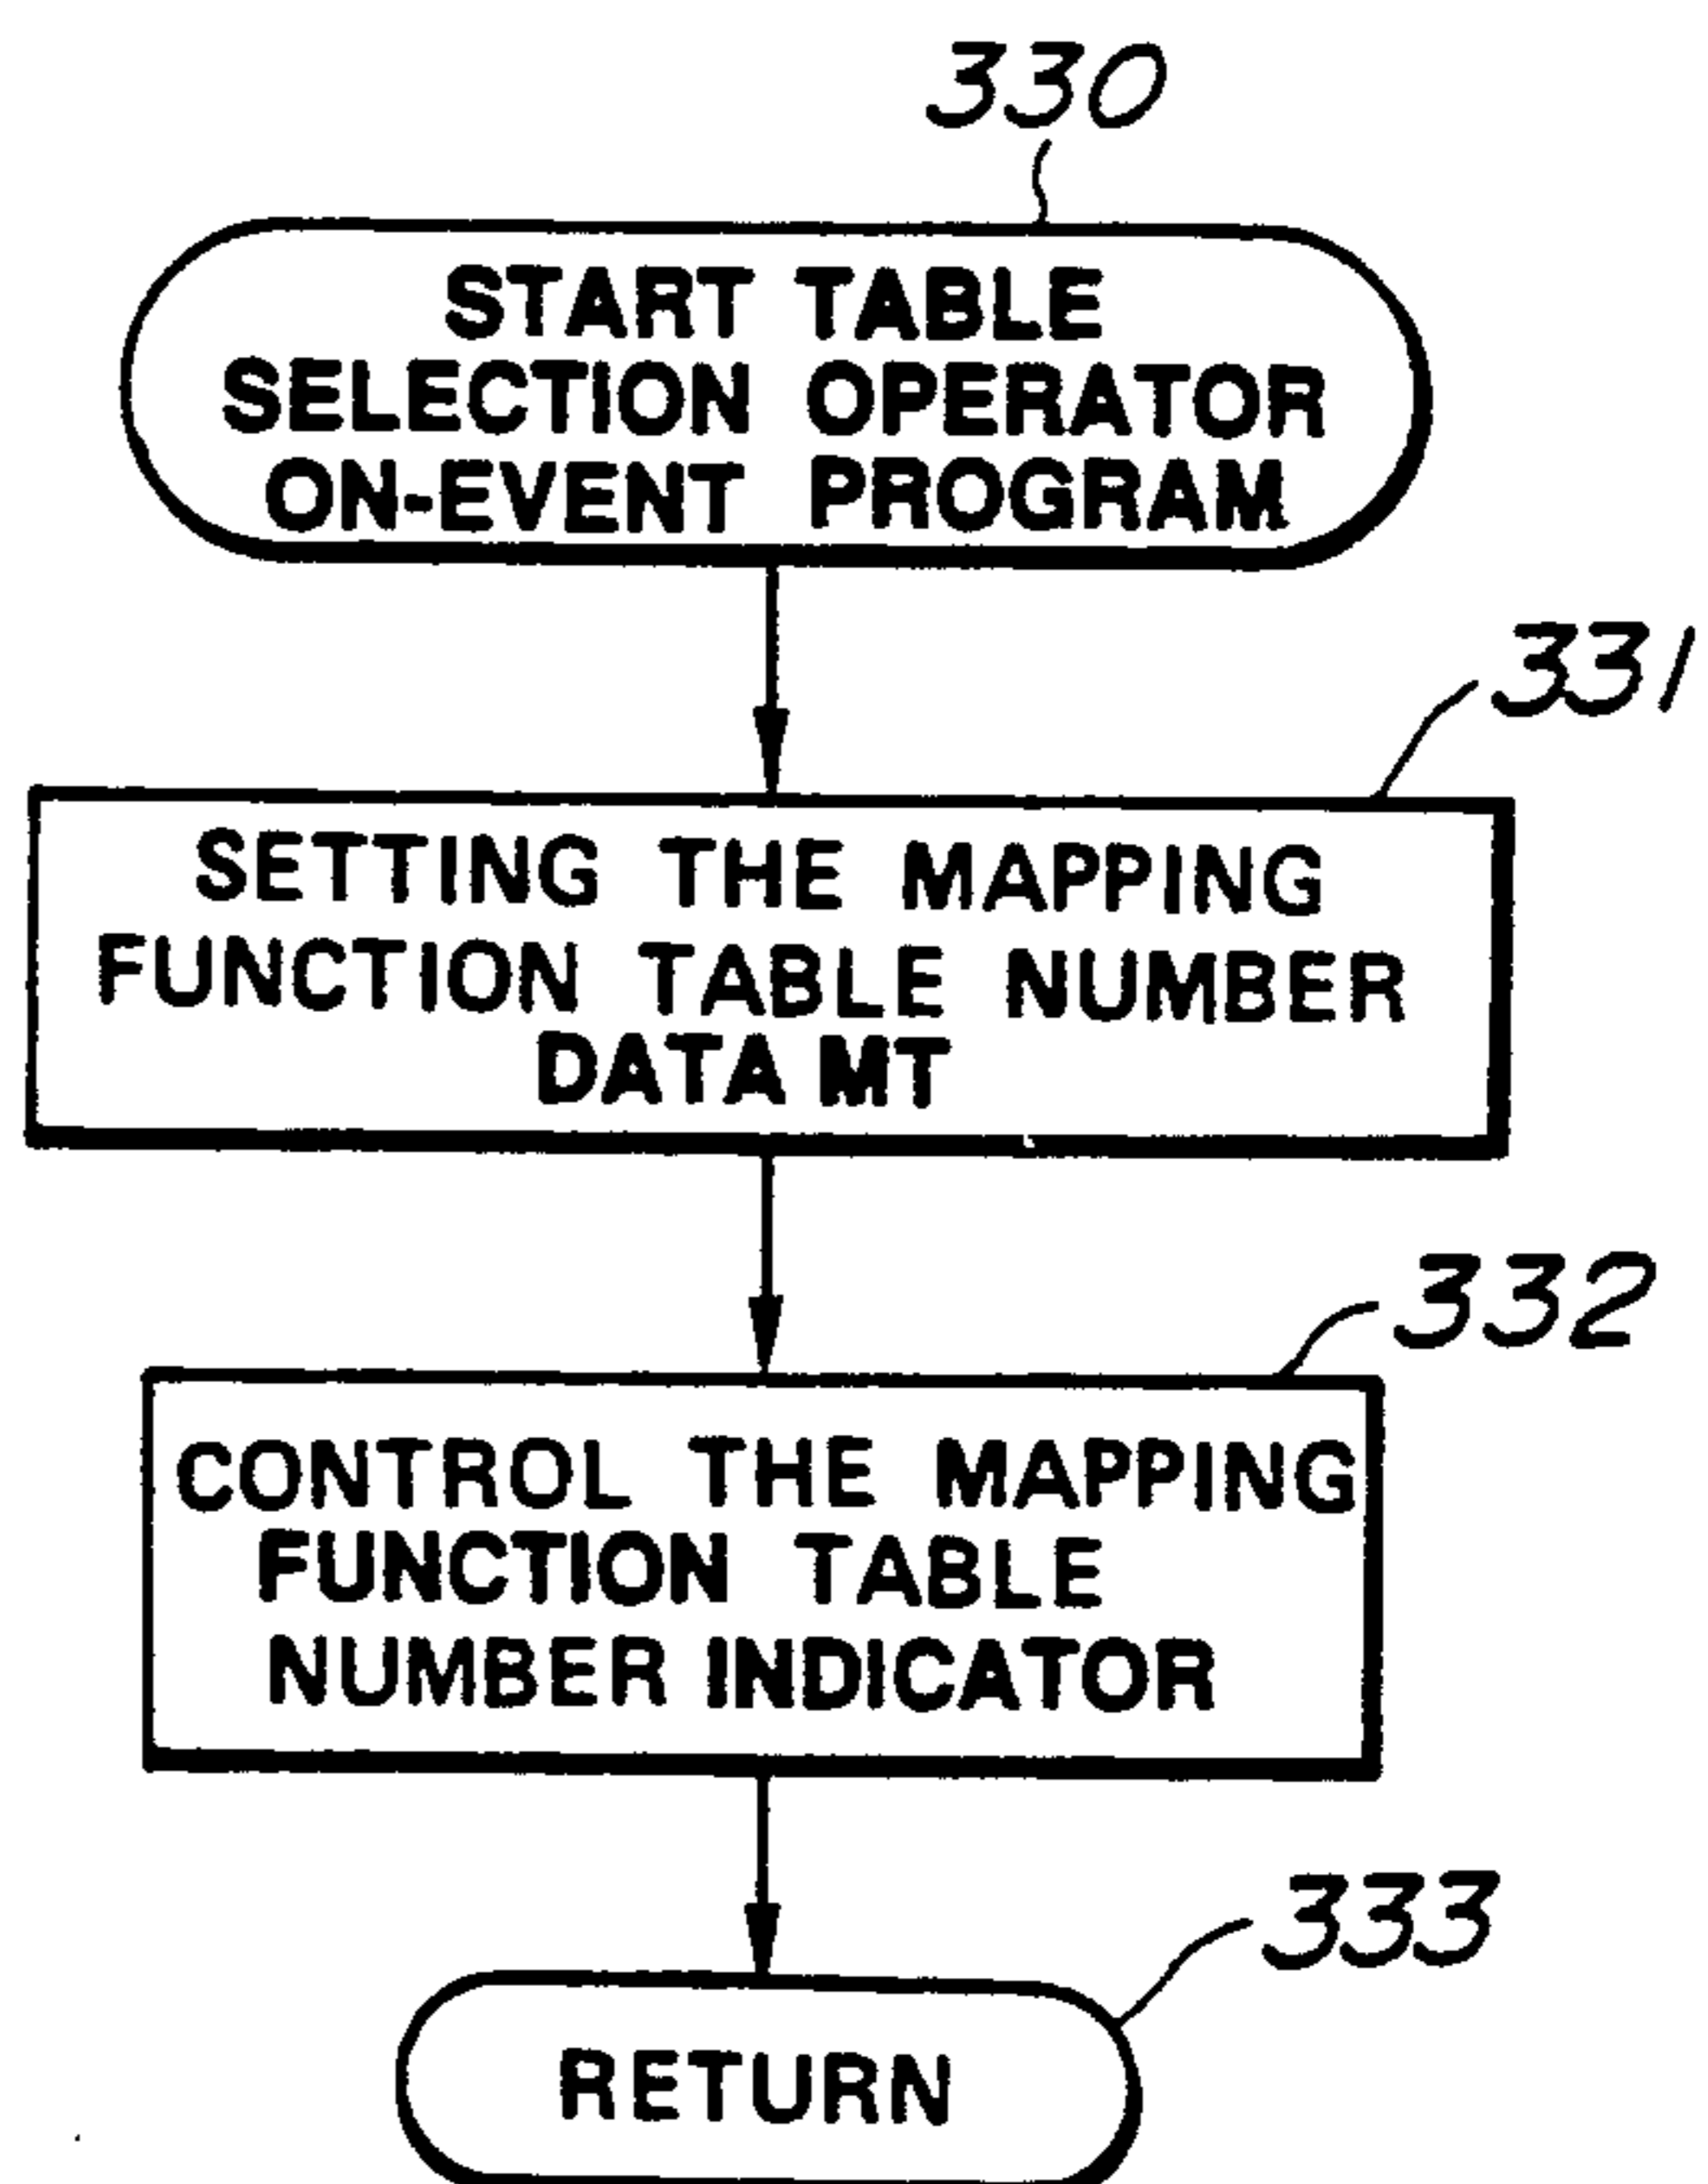 330
START TABLE
SELECTION OPERATOR
ON-EVENT PROGRAM
331
SETTING THE MAPPING
FUNCTION TABLE NUMBER
DATA MT
332
CONTROL THE MAPPING
FUNCTION TABLE
NUMBER INDICATOR
333
RETURN